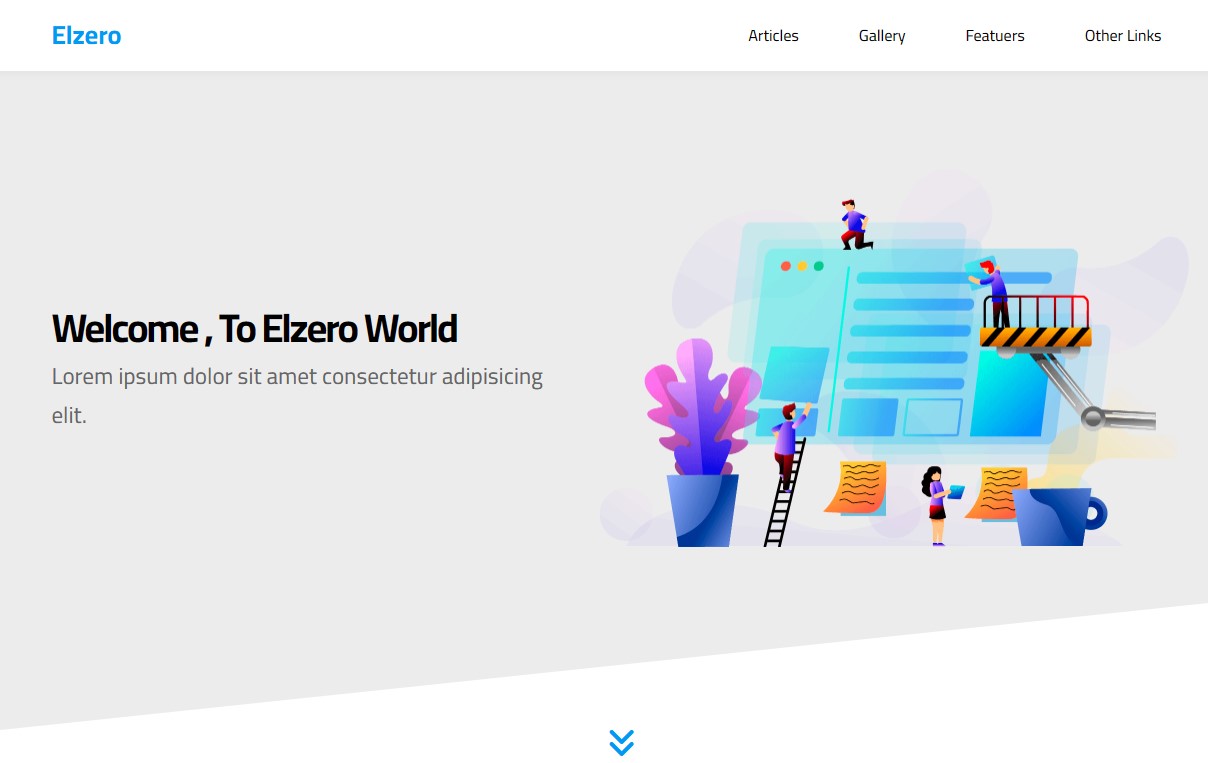 Elzero
Articles Gallery Featuers Other Links
Welcome , To Elzero World
Lorem ipsum dolor sit amet consectetur adipisicing
elit.